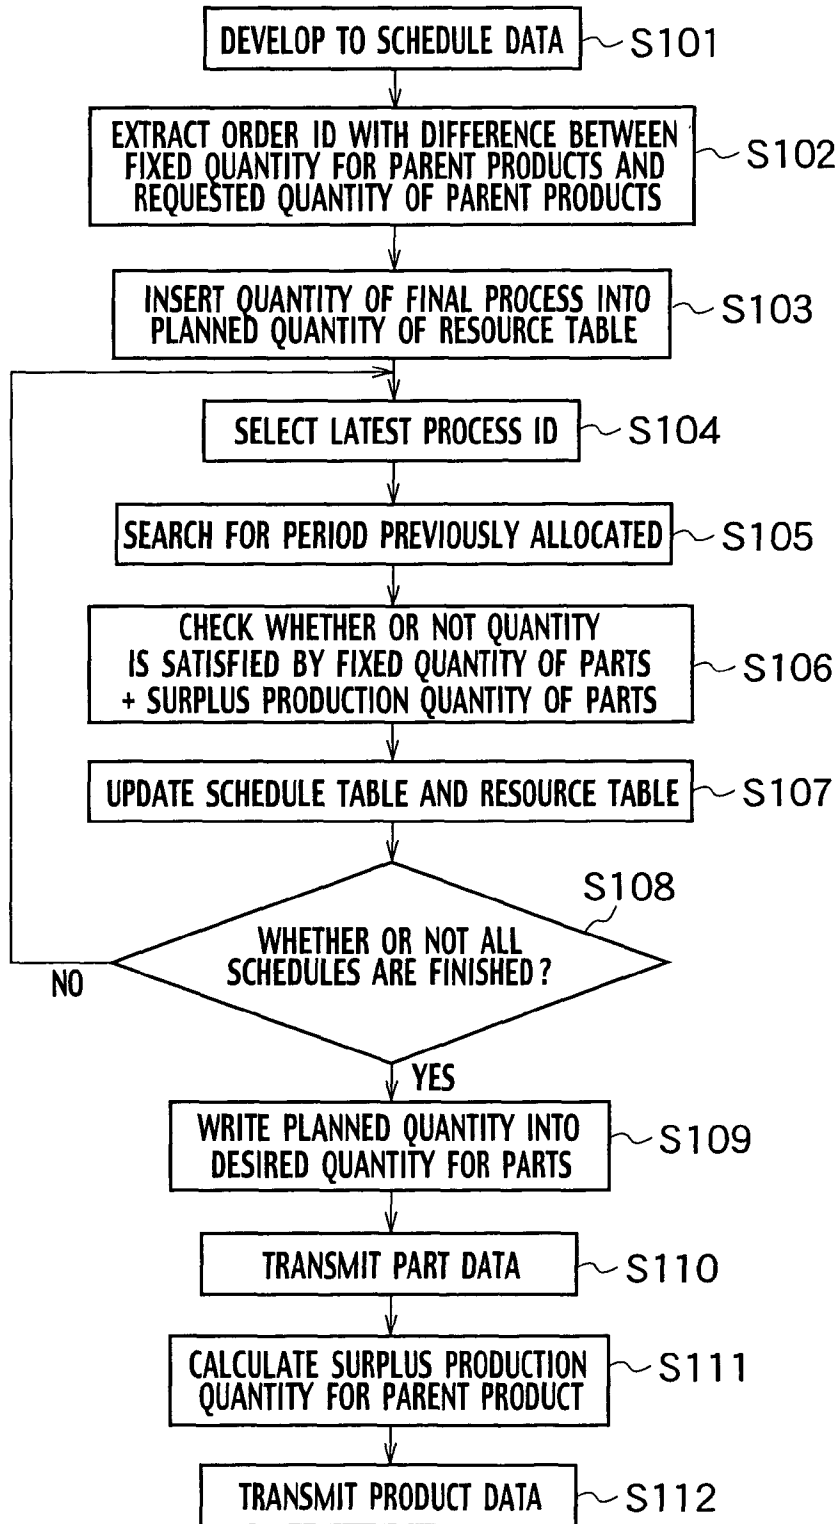 DEVELOP TO SCHEDULE DATA
S101
EXTRACT ORDER ID WITH DIFFERENCE BETWEEN
FIXED QUANTITY FOR PARENT PRODUCTS AND
REQUESTED QUANTITY OF PARENT PRODUCTS
S102
INSERT QUANTITY OF FINAL PROCESS INTO
PLANNED QUANTITY OF RESOURCE TABLE
S103
SELECT LATEST PROCESS ID
S104
SEARCH FOR PERIOD PREVIOUSLY ALLOCATED
S105
CHECK WHETHER OR NOT QUANTITY
IS SATISFIED BY FIXED QUANTITY OF PARTS
+ SURPLUS PRODUCTION QUANTITY OF PARTS
S106
UPDATE SCHEDULE TABLE AND RESOURCE TABLE
S107
S108
WHETHER OR NOT ALL
SCHEDULES ARE FINISHED?
NO
YES
WRITE PLANNED QUANTITY INTO
DESIRED QUANTITY FOR PARTS
S109
TRANSMIT PART DATA
S110
CALCULATE SURPLUS PRODUCTION
QUANTITY FOR PARENT PRODUCT
S111
TRANSMIT PRODUCT DATA
S112